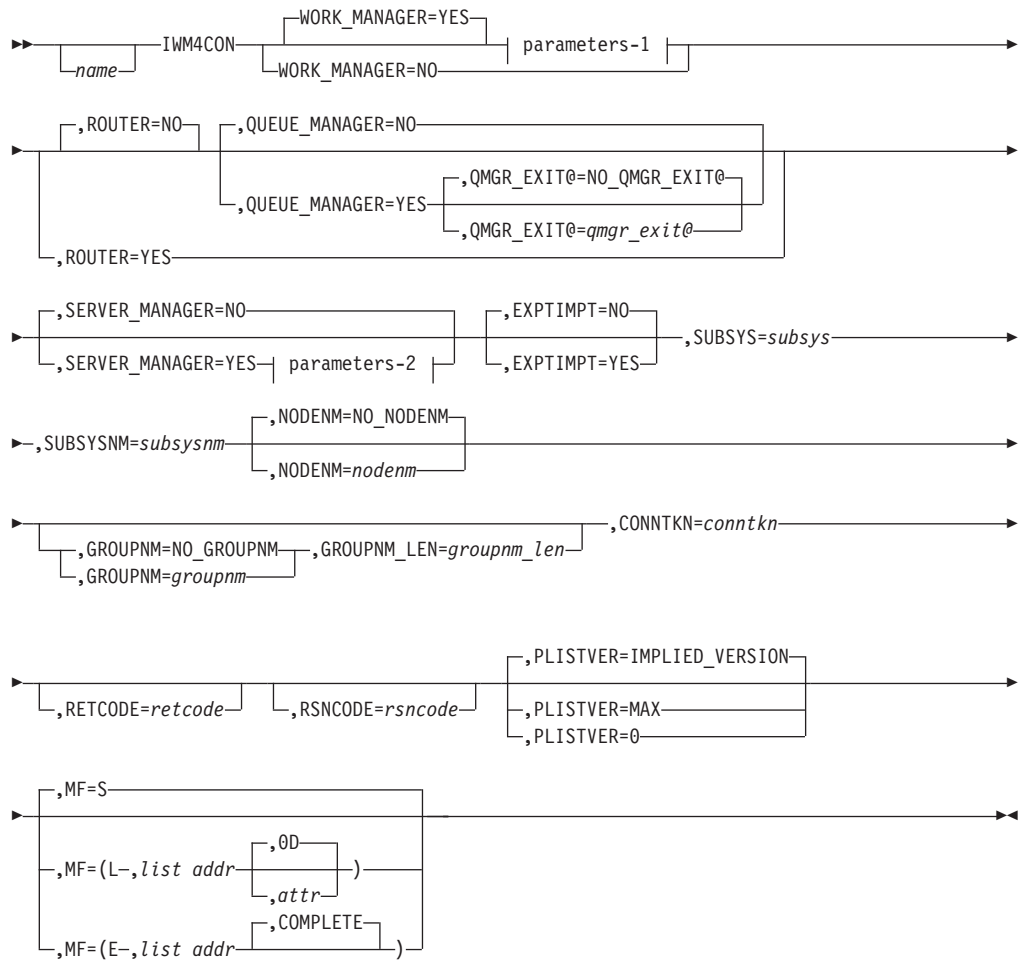 WORK_MANAGER=YES
name IWM4CON parameters-1
WORK_MANAGER=NO
,ROUTER=NO ,QUEUE_MANAGER=NO
,QMGR_EXIT@=NO_QMGR_EXIT@
,QUEUE_MANAGER=YES
,QMGR_EXIT@=qmgr_exit@
,ROUTER=YES
,SERVER_MANAGER=NO ,EXPTIMPT=NO
,SUBSYS=subsys
,SERVER_MANAGER=YES parameters-2 ,EXPTIMPT=YES
,NODENM=NO_NODENM
,SUBSYSNM=subsysnm
,NODENM=nodenm
,CONNTKN=conntkn
,GROUPNM=NO_GROUPNM ,GROUPNM_LEN=groupnm_len
,GROUPNM=groupnm
,PLISTVER=IMPLIED_VERSION
,RETCODE=retcode ,RSNCODE=rsncode
,PLISTVER=MAX
,PLISTVER=0
,MF=S
,0D
,MF=(L ,list addr )
,attr
,COMPLETE
,MF=(E ,list addr )